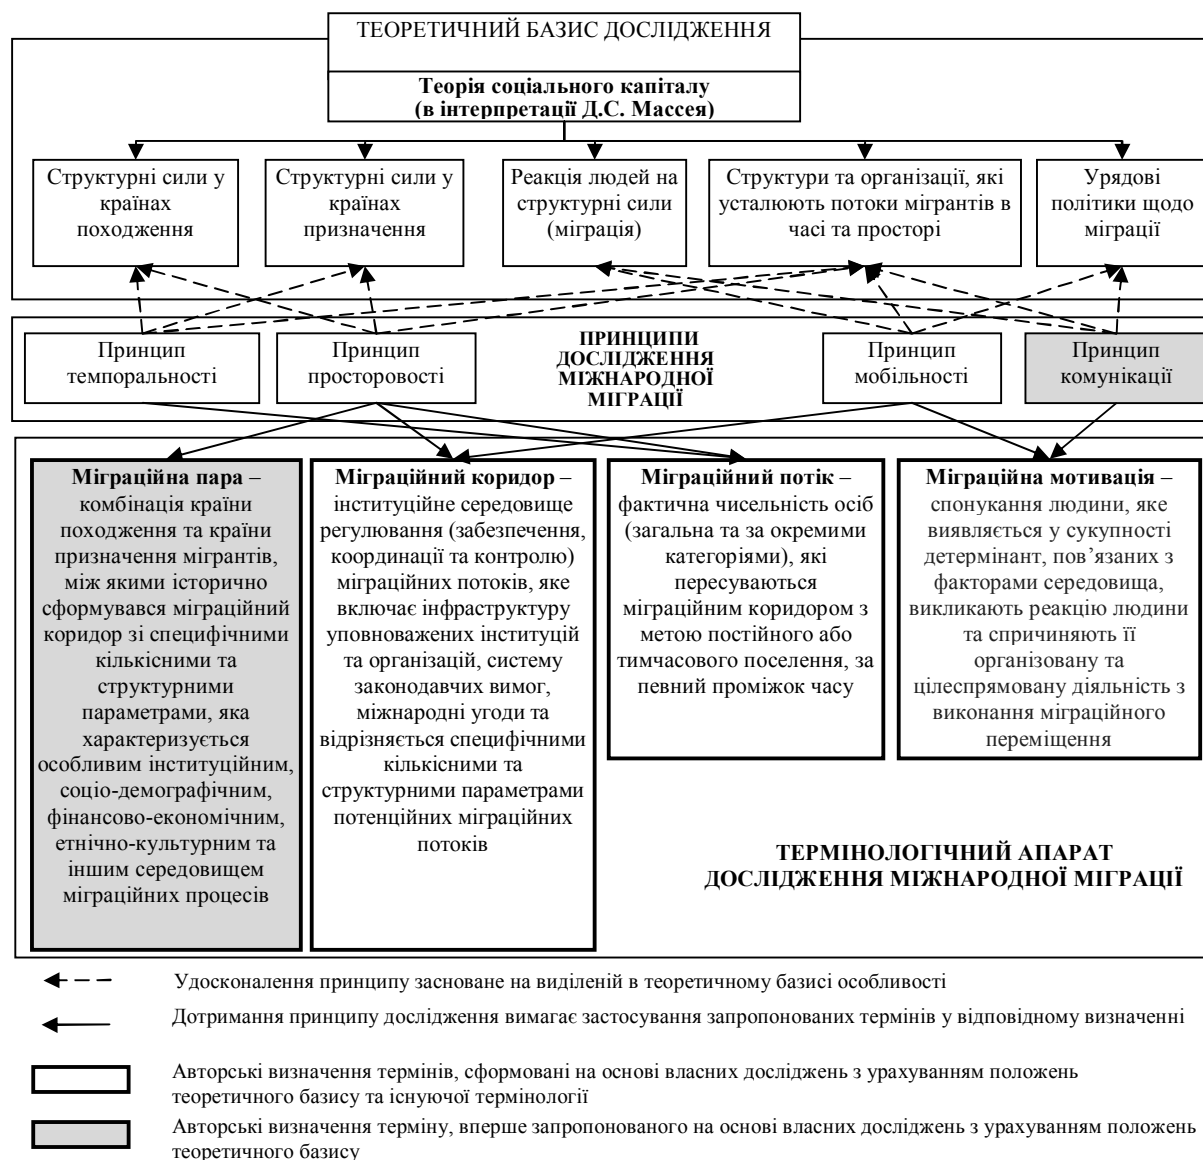 ТЕОРЕТИЧНИЙ БАЗИС ДОСЛІДЖЕННЯ
Теорія соціального капіталу
(в інтерпретації Д.С. Массея)
Структурні сили у
країнах
походження
Структурні сили у
країнах
призначення
Реакція людей на
структурні сили
(міграція)
Структури та організації, які
усталюють потоки мігрантів в
часі та просторі
Урядові
політики щодо
міграції
Принцип
темпоральності
Принцип
просторовості
ПРИНЦИПИ
ДОСЛІДЖЕННЯ
МІЖНАРОДНОЇ
МІГРАЦІЇ
Принцип
мобільності
Принцип
комунікації
Міграційна пара –
комбінація країни
походження та країни
призначення мігрантів,
між якими історично
сформувався міграційний
коридор зі специфічними
кількісними та
структурними
параметрами, яка
характеризується
особливим інституційним,
соціо-демографічним,
фінансово-економічним,
етнічно-культурним та
іншим середовищем
міграційних процесів
Міграційний коридор –
інституційне середовище
регулювання (забезпечення,
координації та контролю)
міграційних потоків, яке
включає інфраструктуру
уповноважених інституцій
та організацій, систему
законодавчих вимог,
міжнародні угоди та
відрізняється специфічними
кількісними та
структурними параметрами
потенційних міграційних
потоків
Міграційний потік –
фактична чисельність осіб
(загальна та за окремими
категоріями), які
пересуваються
міграційним коридором з
метою постійного або
тимчасового поселення, за
певний проміжок часу
Міграційна мотивація –
спонукання людини, яке
виявляється у сукупності
детермінант, пов’язаних з
факторами середовища,
викликають реакцію людини
та спричиняють її
організовану та
цілеспрямовану діяльність з
виконання міграційного
переміщення
ТЕРМІНОЛОГІЧНИЙ АПАРАТ
ДОСЛІДЖЕННЯ МІЖНАРОДНОЇ МІГРАЦІЇ
Удосконалення принципу засноване на виділеній в теоретичному базисі особливості
Дотримання принципу дослідження вимагає застосування запропонованих термінів у відповідному визначенні
Авторські визначення термінів, сформовані на основі власних досліджень з урахуванням положень
теоретичного базису та існуючої термінології
Авторські визначення терміну, вперше запропонованого на основі власних досліджень з урахуванням положень
теоретичного базису